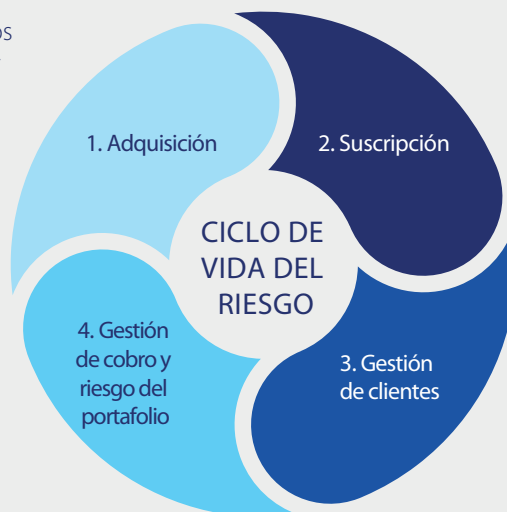 OS
1. Adquisición
2. Suscripción
CICLO DE
VIDA DEL
RIESGO
3. Gestión
de clientes
4. Gestión
de cobro y
riesgo del
portafolio